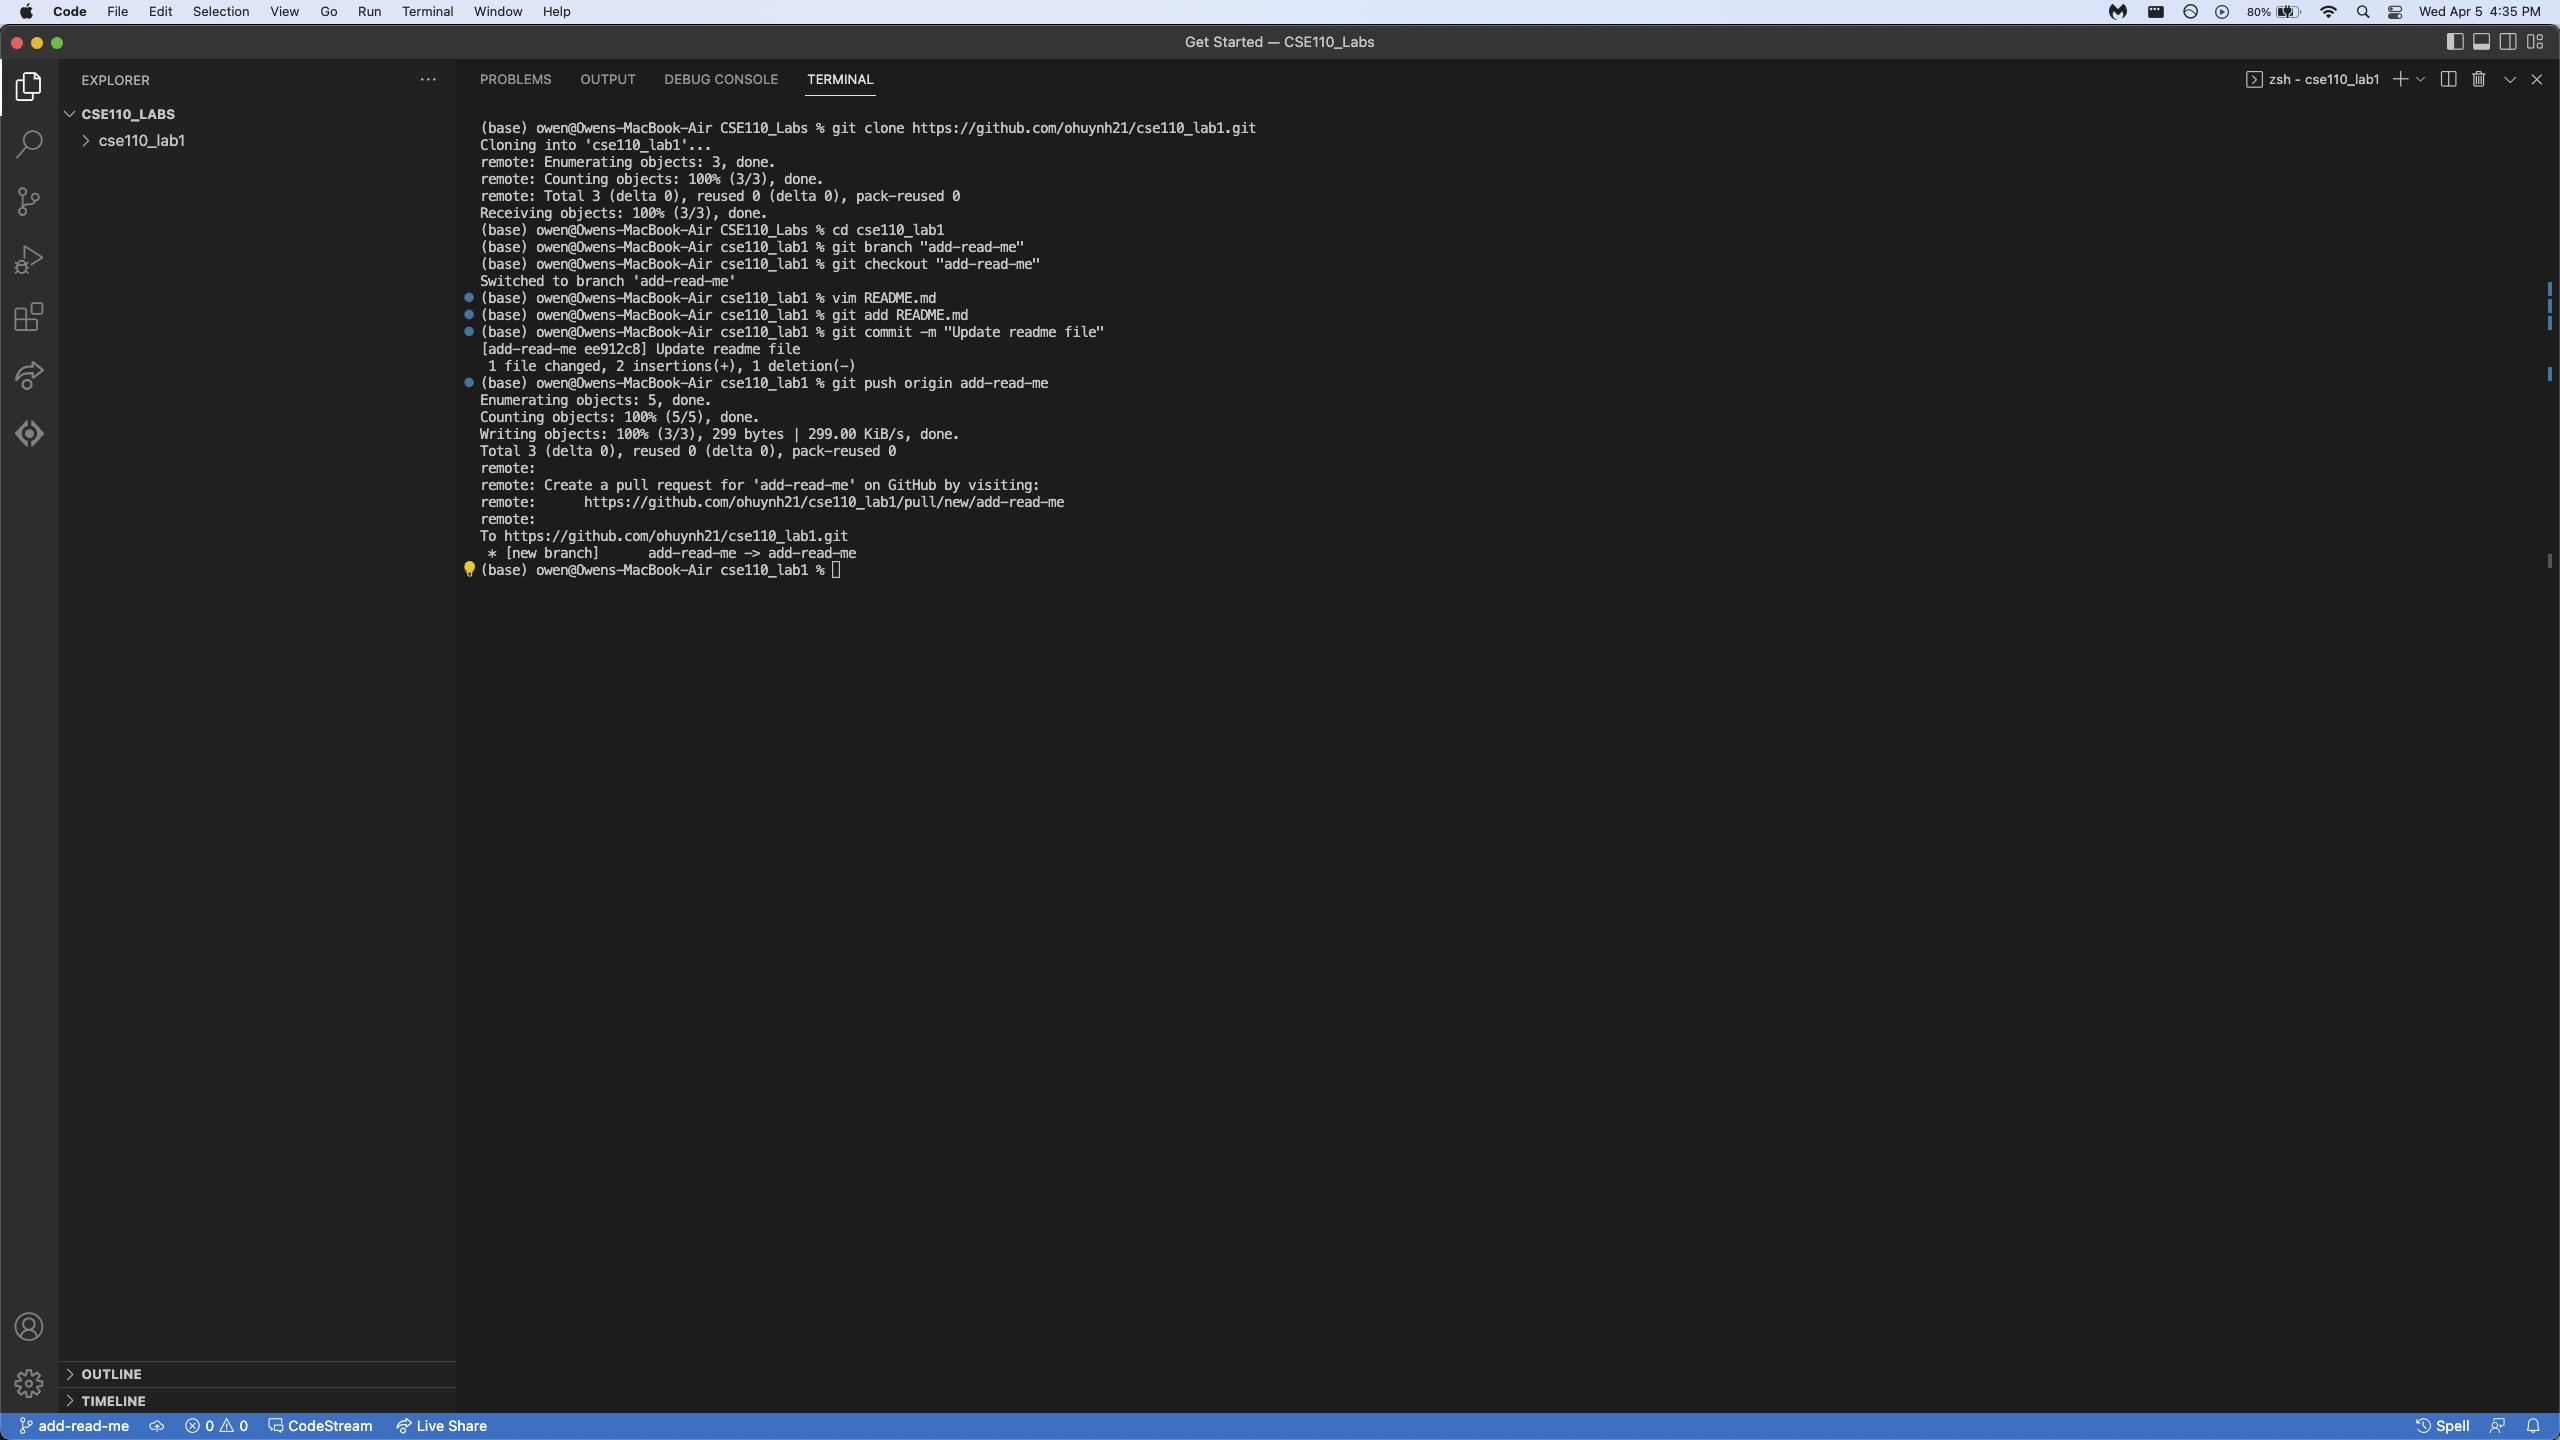 Code File Edit Selection View Go Run Terminal Window Help 80% Wed Apr 5 4:35 PM
Get Started — CSE110_Labs
EXPLORER
PROBLEMS OUTPUT DEBUG CONSOLE TERMINAL zsh - cse110_lab1
CSE110_LABS
cse110_lab1
(base) owen@Owens-MacBook-Air CSE110_Labs % git clone https://github.com/ohuynh21/cse110_lab1.git
Cloning into 'cse110_lab1'...
remote: Enumerating objects: 3, done.
remote: Counting objects: 100% (3/3), done.
remote: Total 3 (delta 0), reused 0 (delta 0), pack-reused 0
Receiving objects: 100% (3/3), done.
(base) owen@Owens-MacBook-Air CSE110_Labs % cd cse110_lab1
(base) owen@Owens-MacBook-Air cse110_lab1 % git branch "add-read-me"
(base) owen@Owens-MacBook-Air cse110_lab1 % git checkout "add-read-me"
Switched to branch 'add-read-me'
(base) owen@Owens-MacBook-Air cse110_lab1 % vim README.md
(base) owen@Owens-MacBook-Air cse110_lab1 % git add README.md
(base) owen@Owens-MacBook-Air cse110_lab1 % git commit -m "Update readme file"
[add-read-me ee912c8] Update readme file
1 file changed, 2 insertions(+), 1 deletion(-)
(base) owen@Owens-MacBook-Air cse110_lab1 % git push origin add-read-me
Enumerating objects: 5, done.
Counting objects: 100% (5/5), done.
Writing objects: 100% (3/3), 299 bytes | 299.00 KiB/s, done.
Total 3 (delta 0), reused 0 (delta 0), pack-reused 0
remote:
remote: Create a pull request for 'add-read-me' on GitHub by visiting:
remote: https://github.com/ohuynh21/cse110_lab1/pull/new/add-read-me
remote:
To https://github.com/ohuynh21/cse110_lab1.git
* [new branch] add-read-me -> add-read-me
(base) owen@Owens-MacBook-Air cse110_lab1 %
OUTLINE
TIMELINE
add-read-me 0 0 CodeStream Live Share Spell